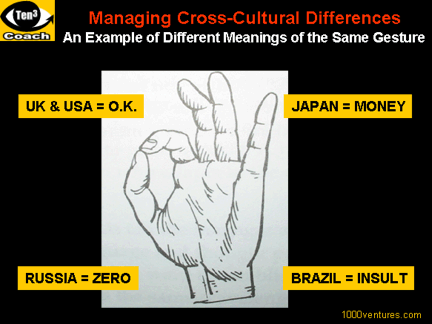 Ten3
Coach
Managing Cross-Cultural Differences
An Example of Different Meanings of the Same Gesture
UK & USA = O.K.
JAPAN = MONEY
RUSSIA = ZERO
BRAZIL = INSULT
1000ventures.com